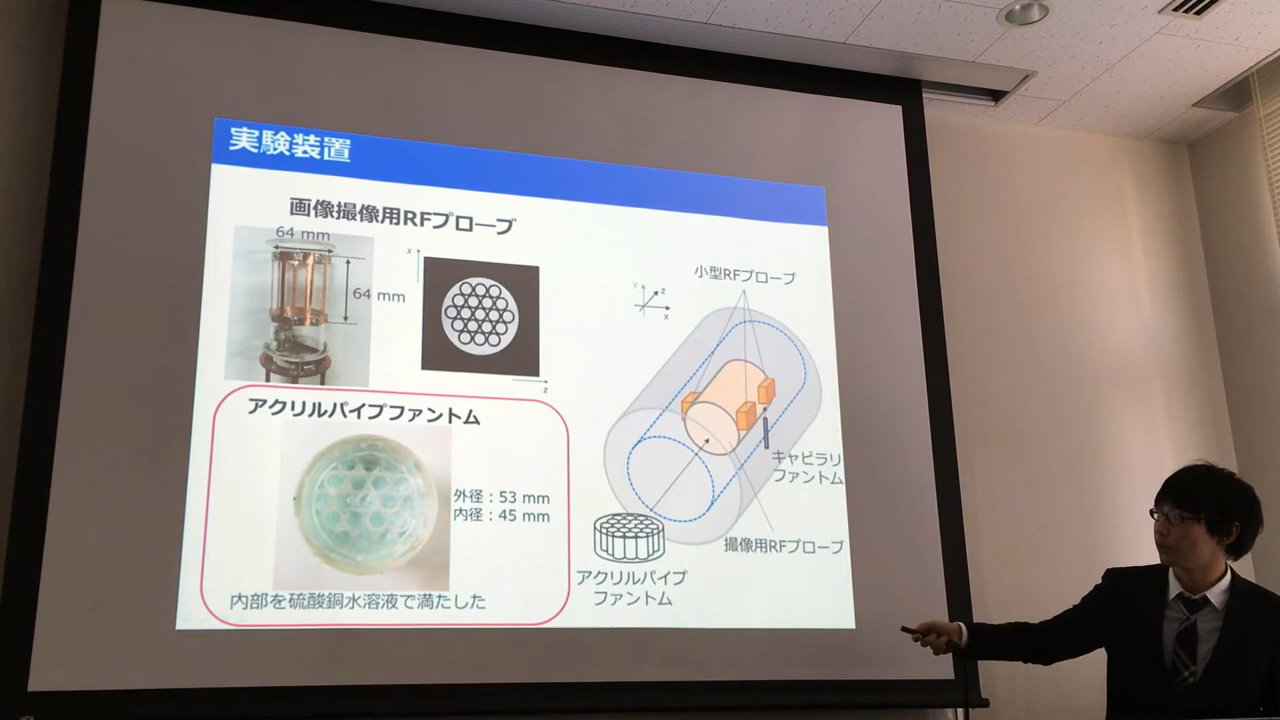 実験装置
画像撮像用RFプローブ
64 mm
64 mm
x
z
アクリルパイプファントム
外径：53 mm
内径：45 mm
内部を硫酸銅水溶液で満たした
小型RFプローブ
y
z
x
キャピラリ
ファントム
撮像用RFプローブ
アクリルパイプ
ファントム